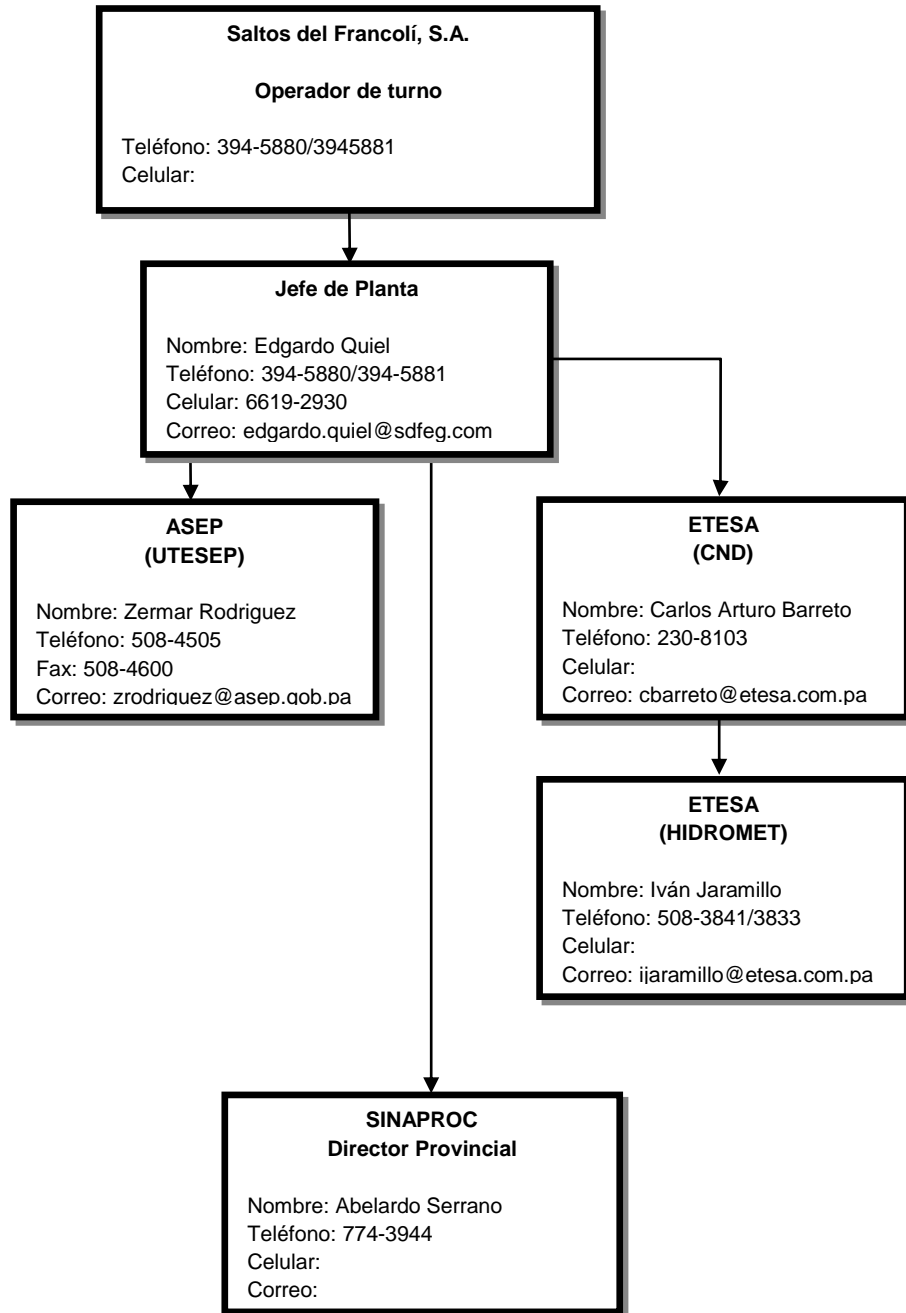 Saltos del Francolí, S.A.
Operador de turno
Teléfono: 394-5880/3945881
Celular:
Jefe de Planta
Nombre: Edgardo Quiel
Teléfono: 394-5880/394-5881
Celular: 6619-2930
Correo: edgardo.quiel@sdfeg.com
ASEP
(UTESEP)
Nombre: Zermar Rodriguez
Teléfono: 508-4505
Fax: 508-4600
Correo: zrodriguez@asep.gob.pa
ETESA
(CND)
Nombre: Carlos Arturo Barreto
Teléfono: 230-8103
Celular:
Correo: cbarreto@etesa.com.pa
ETESA
(HIDROMET)
Nombre: Iván Jaramillo
Teléfono: 508-3841/3833
Celular:
Correo: ijaramillo@etesa.com.pa
SINAPROC
Director Provincial
Nombre: Abelardo Serrano
Teléfono: 774-3944
Celular:
Correo: